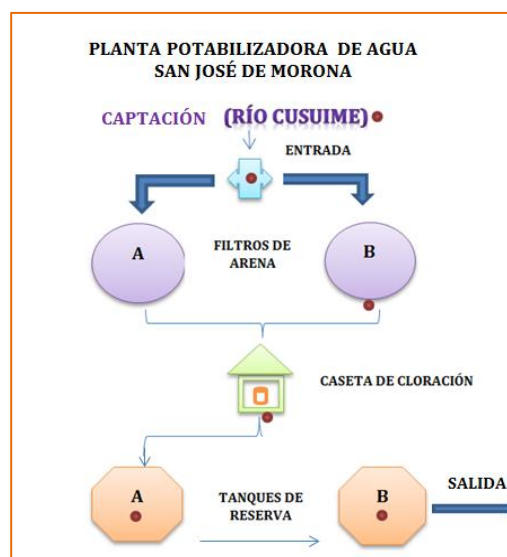 PLANTA POTABILIZADORA DE AGUA
SAN JOSÉ DE MORONA
CAPTACIÓN (RÍO CUSUIME)
ENTRADA
A
B
FILTROS DE
ARENA
CASETA DE CLORACIÓN
A
B
TANQUES DE
RESERVA
SALIDA